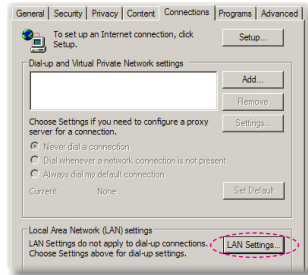 General Security Privacy Content Connections Programs Advanced
To set up an Internet connection, click
Setup.
Setup...
Dial-up and Virtual Private Network settings
Add...
Remove
Choose Settings if you need to configure a proxy
server for a connection.
Settings...
Never dial a connection
Dial whenever a network connection is not present
Always dial my default connection
Current: None
Set Default
Local Area Network (LAN) settings
LAN Settings do not apply to dial-up connections.
Choose Settings above for dial-up settings.
LAN Settings...